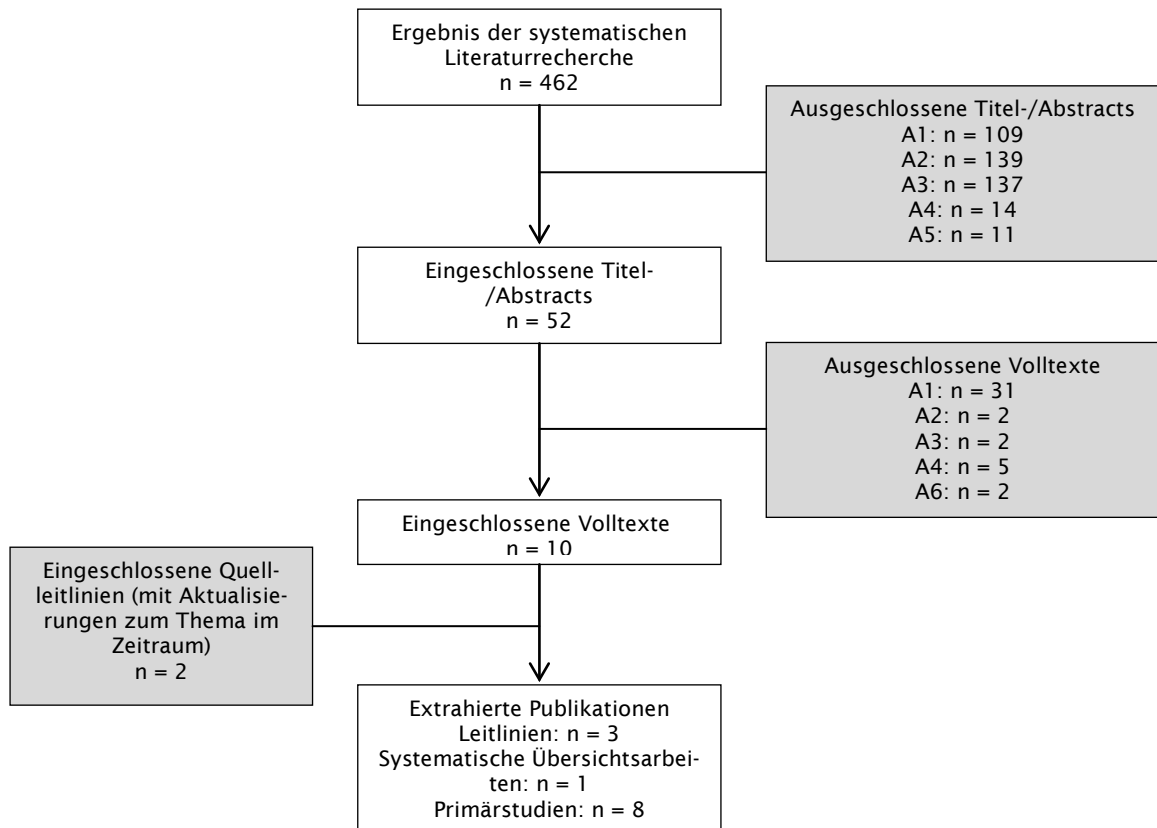 Ergebnis der systematischen
Literaturrecherche
n = 462
Ausgeschlossene Titel-/Abstracts
A1: n = 109
A2: n = 139
A3: n = 137
A4: n = 14
A5: n = 11
Eingeschlossene Titel-
/Abstracts
n = 52
Ausgeschlossene Volltexte
A1: n = 31
A2: n = 2
A3: n = 2
A4: n = 5
A6: n = 2
Eingeschlossene Volltexte
n = 10
Eingeschlossene Quell-
leitlinien (mit Aktualisie-
rungen zum Thema im
Zeitraum)
n = 2
Extrahierte Publikationen
Leitlinien: n = 3
Systematische Übersichtsarbei-
ten: n = 1
Primärstudien: n = 8